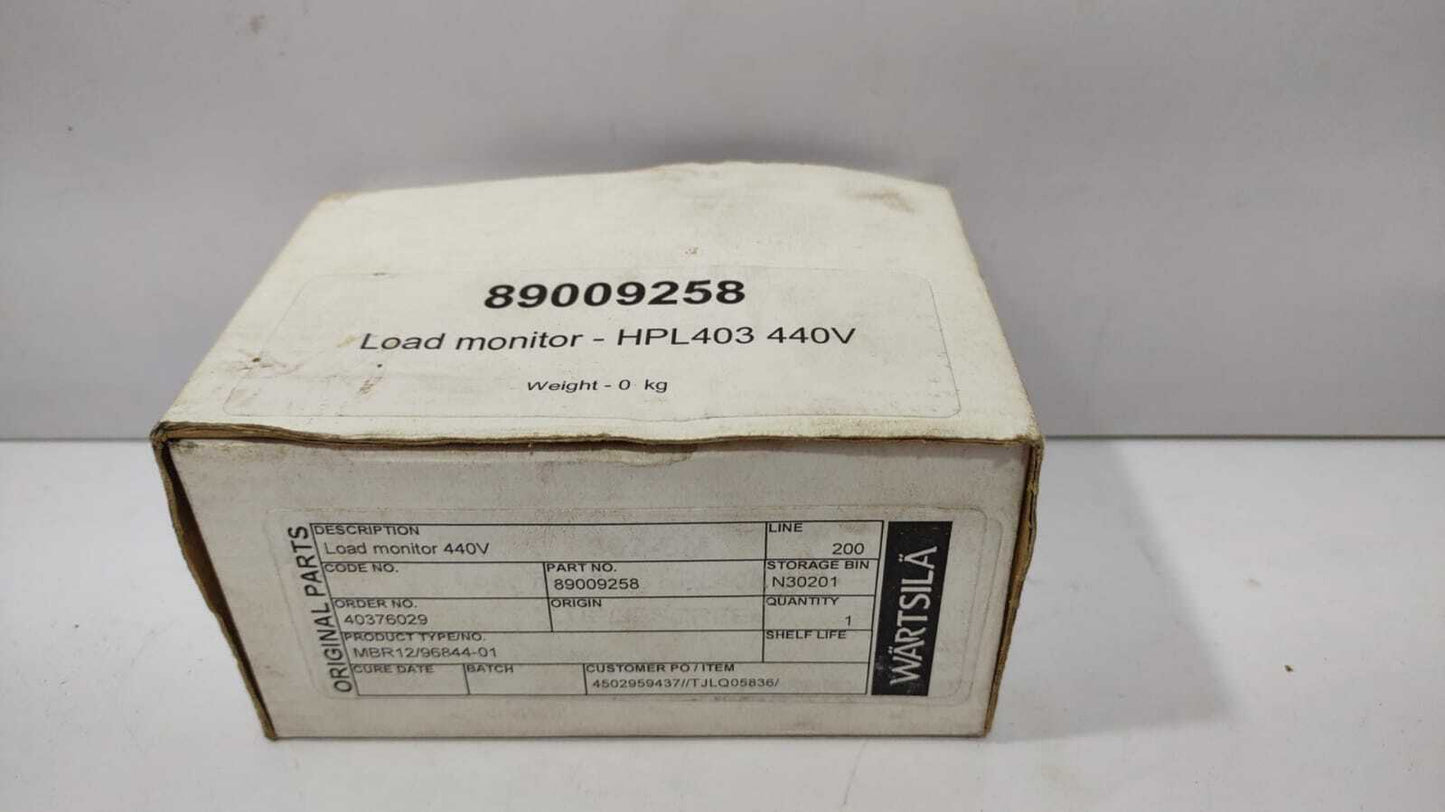 89009258
Load monitor - HPL403 440V
Weight - 0 kg
ORIGINAL PARTS
DESCRIPTION LINE
Load monitor 440V 200
CODE NO. PART NO. STORAGE BIN
89009258 N30201
ORDER NO. ORIGIN QUANTITY
40376029 1
PRODUCT TYPE/NO. SHELF LIFE
MBR12/96844-01
CURE DATE BATCH CUSTOMER PO / ITEM
4502959437//TJLQ05836/
WÄRTSILÄ